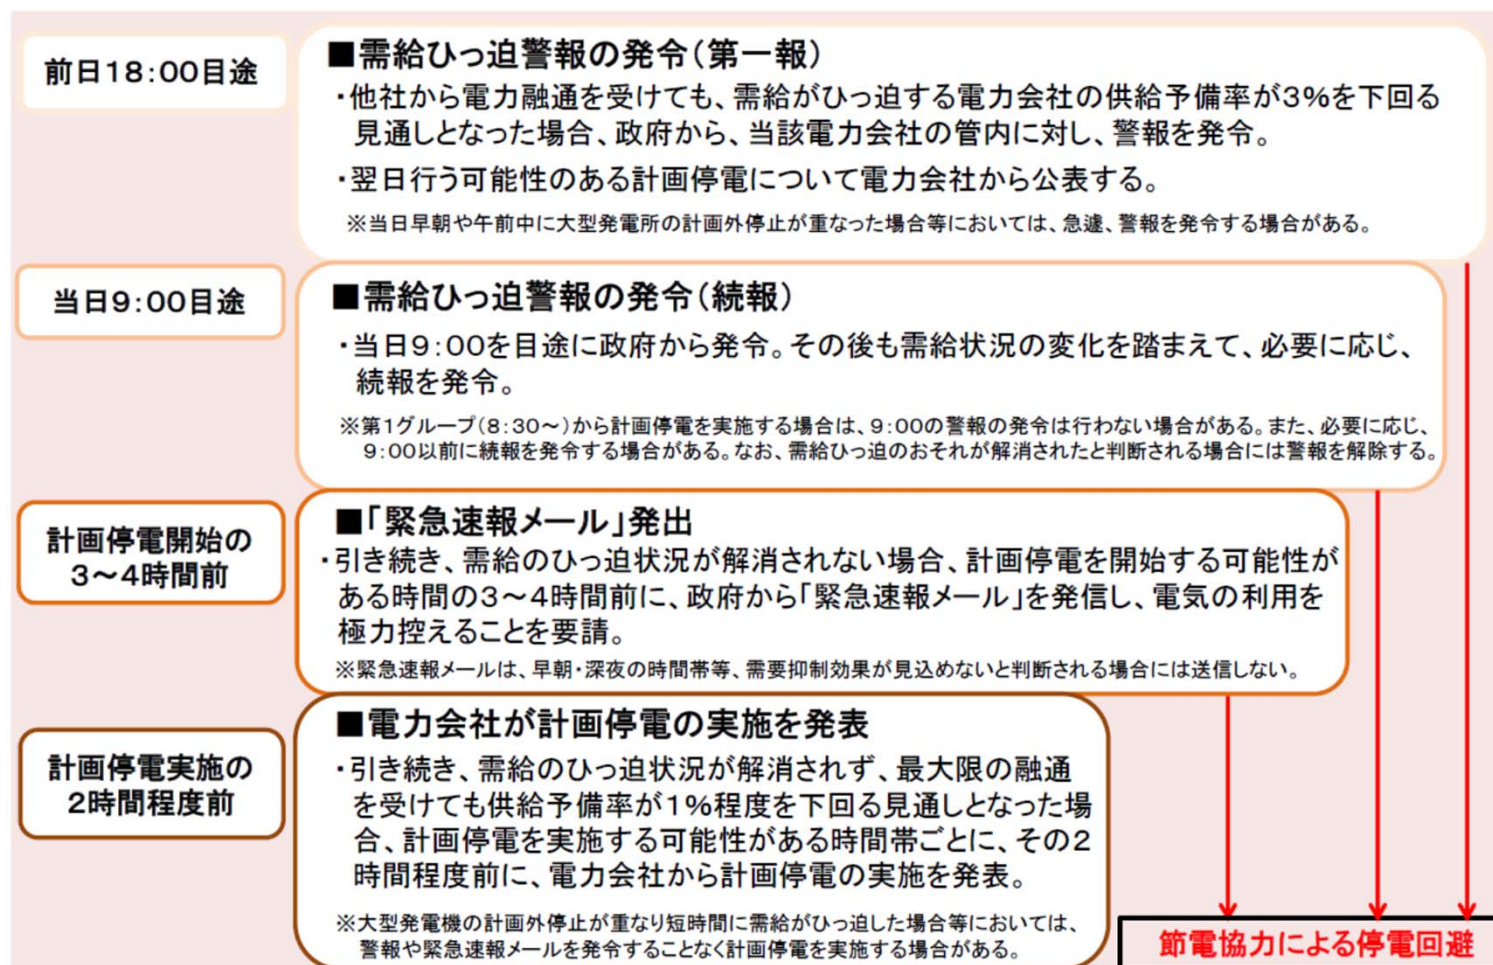 前日18:00目途
■需給ひっ迫警報の発令(第一報)
・他社から電力融通を受けても、需給がひっ迫する電力会社の供給予備率が3%を下回る
見通しとなった場合、政府から、当該電力会社の管内に対し、警報を発令。
・翌日行う可能性のある計画停電について電力会社から公表する。
※当日早朝や午前中に大型発電所の計画外停止が重なった場合等においては、急遽、警報を発令する場合がある。
当日9:00目途
■需給ひっ迫警報の発令(続報)
・当日9:00を目途に政府から発令。その後も需給状況の変化を踏まえて、必要に応じ、
続報を発令。
※第1グループ(8:30~)から計画停電を実施する場合は、9:00の警報の発令は行わない場合がある。また、必要に応じ、
9:00以前に続報を発令する場合がある。なお、需給ひっ迫のおそれが解消されたと判断される場合には警報を解除する。
計画停電開始の
3~4時間前
■「緊急速報メール」発出
・引き続き、需給のひっ迫状況が解消されない場合、計画停電を開始する可能性が
ある時間の3~4時間前に、政府から「緊急速報メール」を発信し、電気の利用を
極力控えることを要請。
※緊急速報メールは、早朝・深夜の時間帯等、需要抑制効果が見込めないと判断される場合には送信しない。
計画停電実施の
2時間程度前
■電力会社が計画停電の実施を発表
・引き続き、需給のひっ迫状況が解消されず、最大限の融通
を受けても供給予備率が1%程度を下回る見通しとなった場
合、計画停電を実施する可能性がある時間帯ごとに、その2
時間程度前に、電力会社から計画停電の実施を発表。
※大型発電機の計画外停止が重なり短時間に需給がひっ迫した場合等においては、
警報や緊急速報メールを発令することなく計画停電を実施する場合がある。
節電協力による停電回避